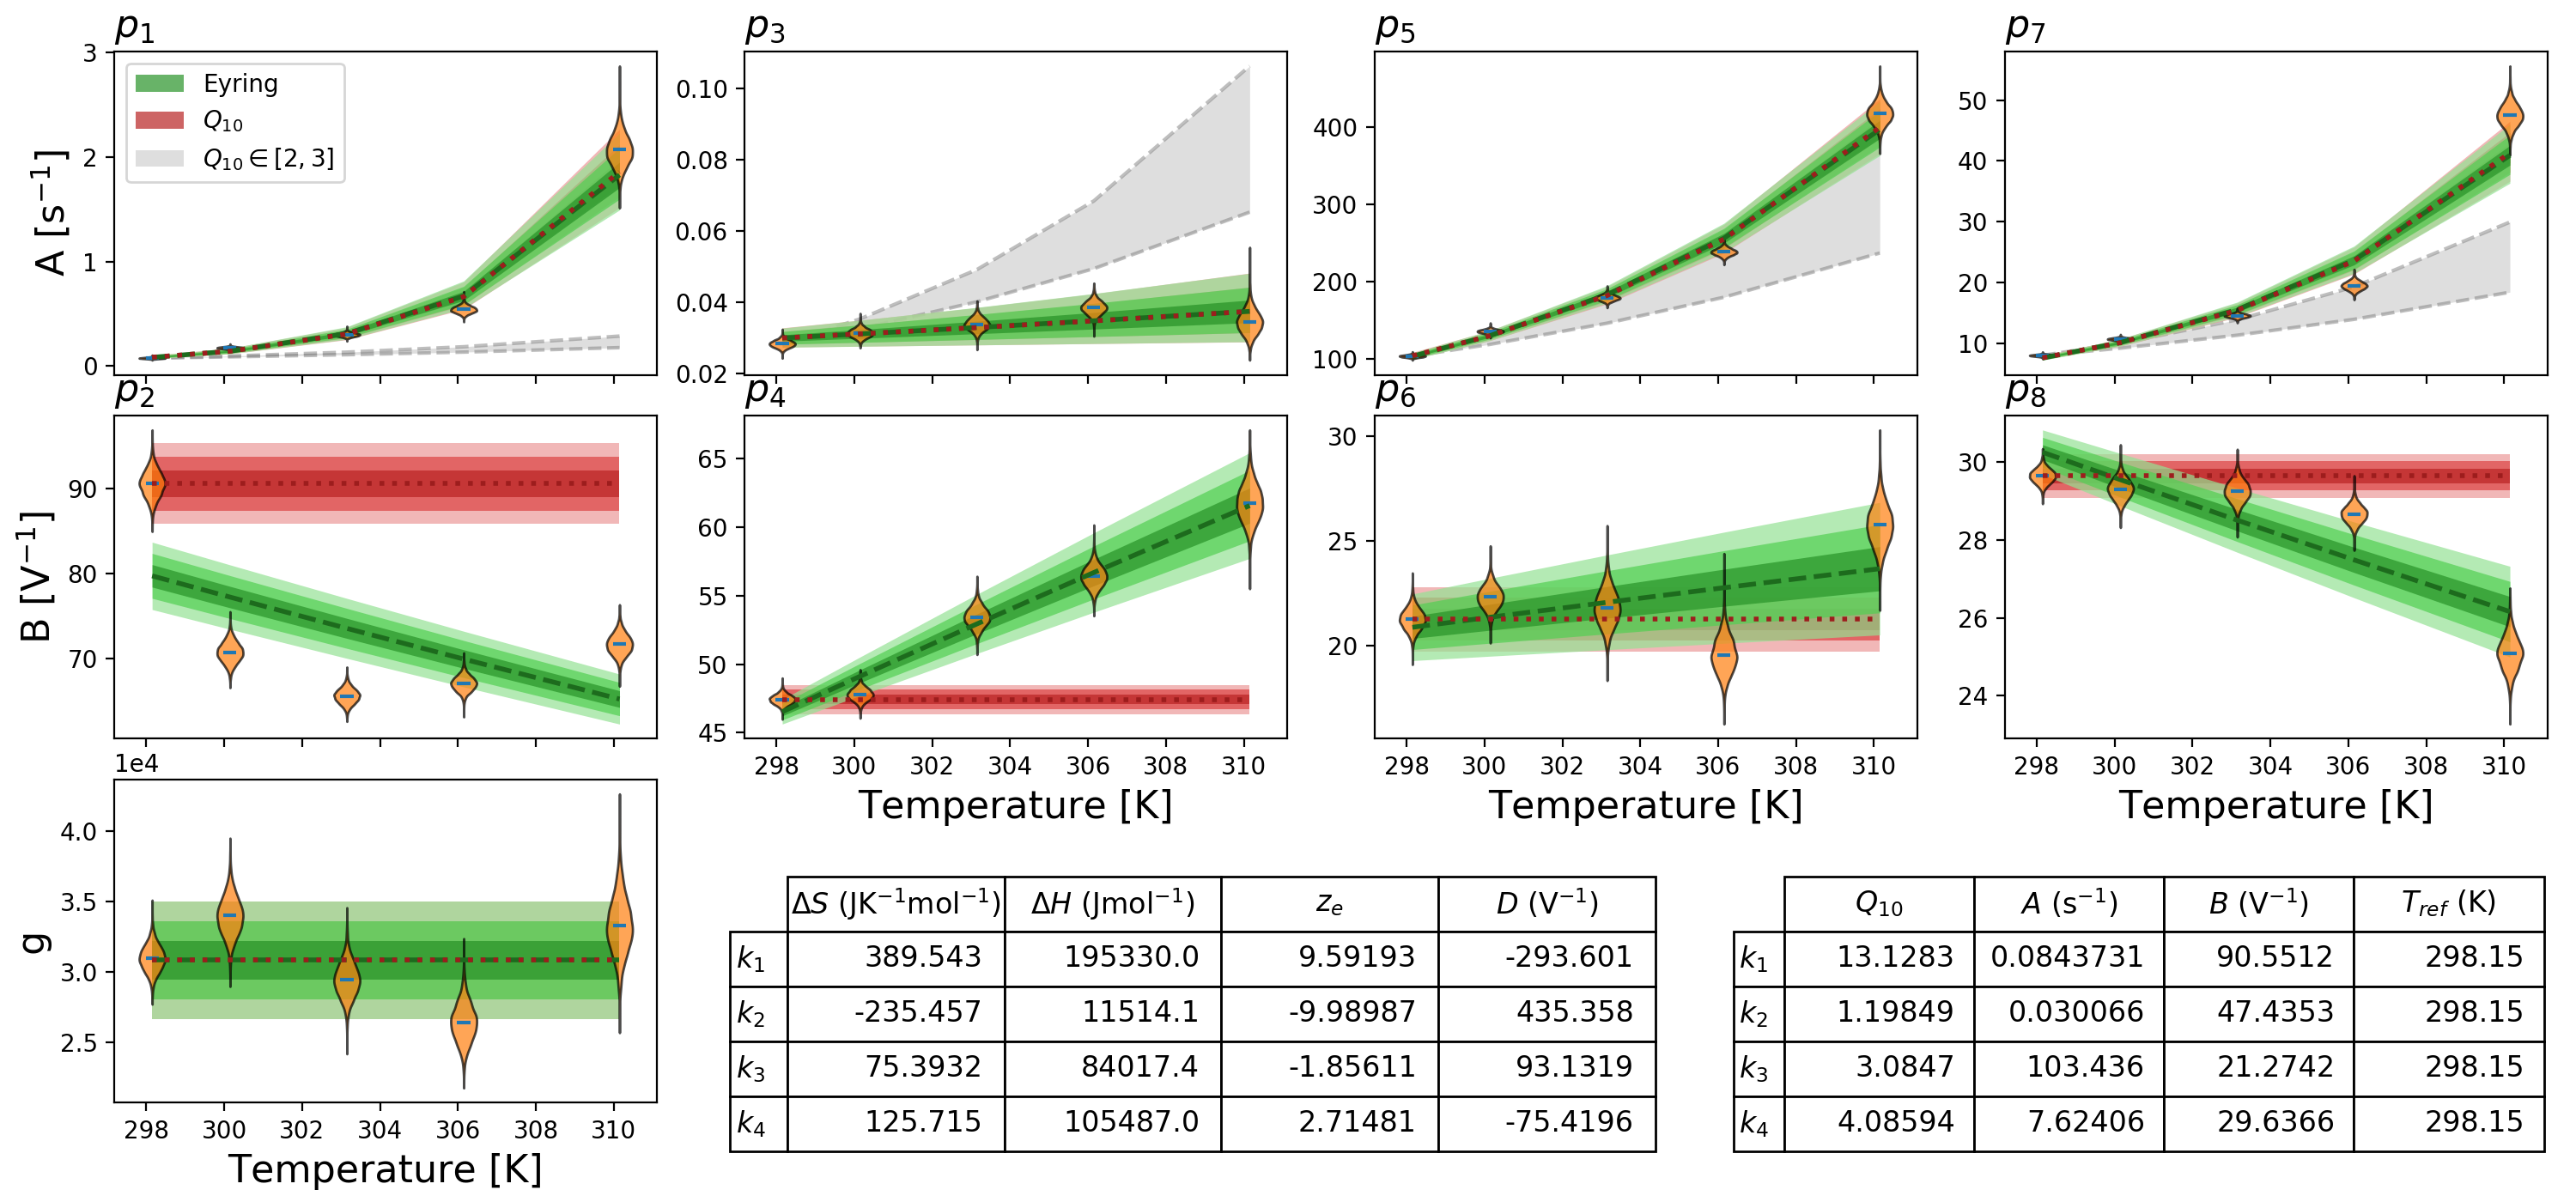 p₁
p₃
p₅
p₇
A [s⁻¹]
3
2
1
0
Eyring
Q₁₀
Q₁₀ ∈ [2, 3]
0.10
0.08
0.06
0.04
0.02
400
300
200
100
50
40
30
20
10
p₂
p₄
p₆
p₈
B [V⁻¹]
90
80
70
65
60
55
50
45
298 300 302 304 306 308 310
Temperature [K]
30
25
20
298 300 302 304 306 308 310
Temperature [K]
30
28
26
24
298 300 302 304 306 308 310
Temperature [K]
1e4
g
4.0
3.5
3.0
2.5
298 300 302 304 306 308 310
Temperature [K]
ΔS (JK⁻¹mol⁻¹) ΔH (Jmol⁻¹) zₑ D (V⁻¹)
k₁ 389.543 195330.0 9.59193 -293.601
k₂ -235.457 11514.1 -9.98987 435.358
k₃ 75.3932 84017.4 -1.85611 93.1319
k₄ 125.715 105487.0 2.71481 -75.4196
Q₁₀ A (s⁻¹) B (V⁻¹) T_ref (K)
k₁ 13.1283 0.0843731 90.5512 298.15
k₂ 1.19849 0.030066 47.4353 298.15
k₃ 3.0847 103.436 21.2742 298.15
k₄ 4.08594 7.62406 29.6366 298.15